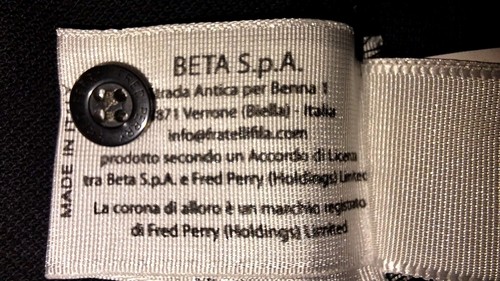 BETA S.p.A.
trada Antica per Benna 1
871 Verrone (Biella) - Italia
info@fratellifila.com
prodotto secondo un Accordo di Licenza
tra Beta S.p.A. e Fred Perry (Holdings) Limited
La corona di alloro è un marchio registrato
di Fred Perry (Holdings) Limited
MADE IN ITALY